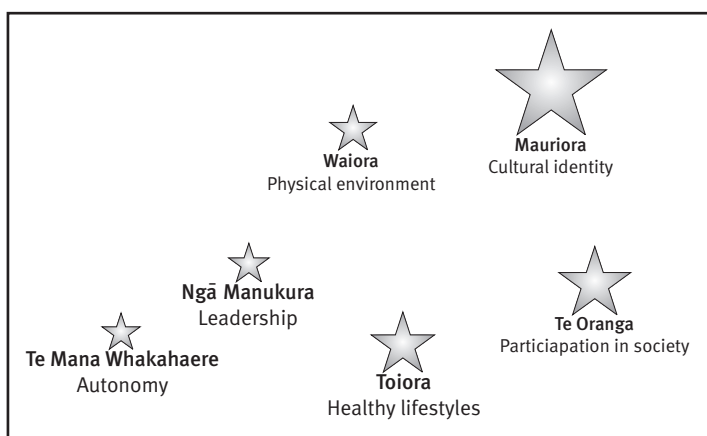 Mauriora
Cultural identity
Waiora
Physical environment
Ngā Manukura
Leadership
Te Oranga
Particiapation in society
Te Mana Whakahaere
Autonomy
Toiora
Healthy lifestyles